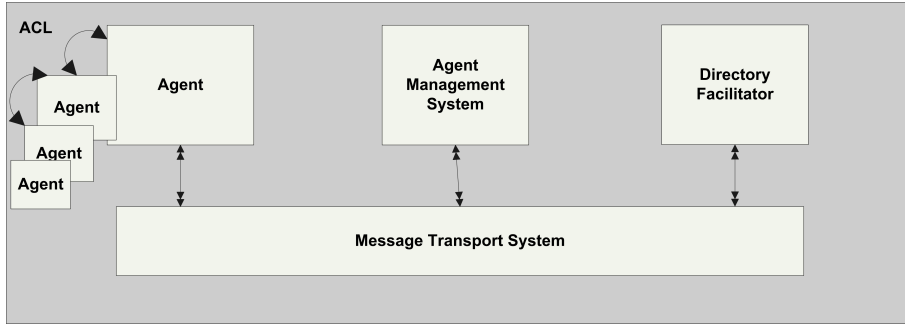 ACL
Agent
Agent
Agent
Agent
Agent
Management
System
Directory
Facilitator
Message Transport System